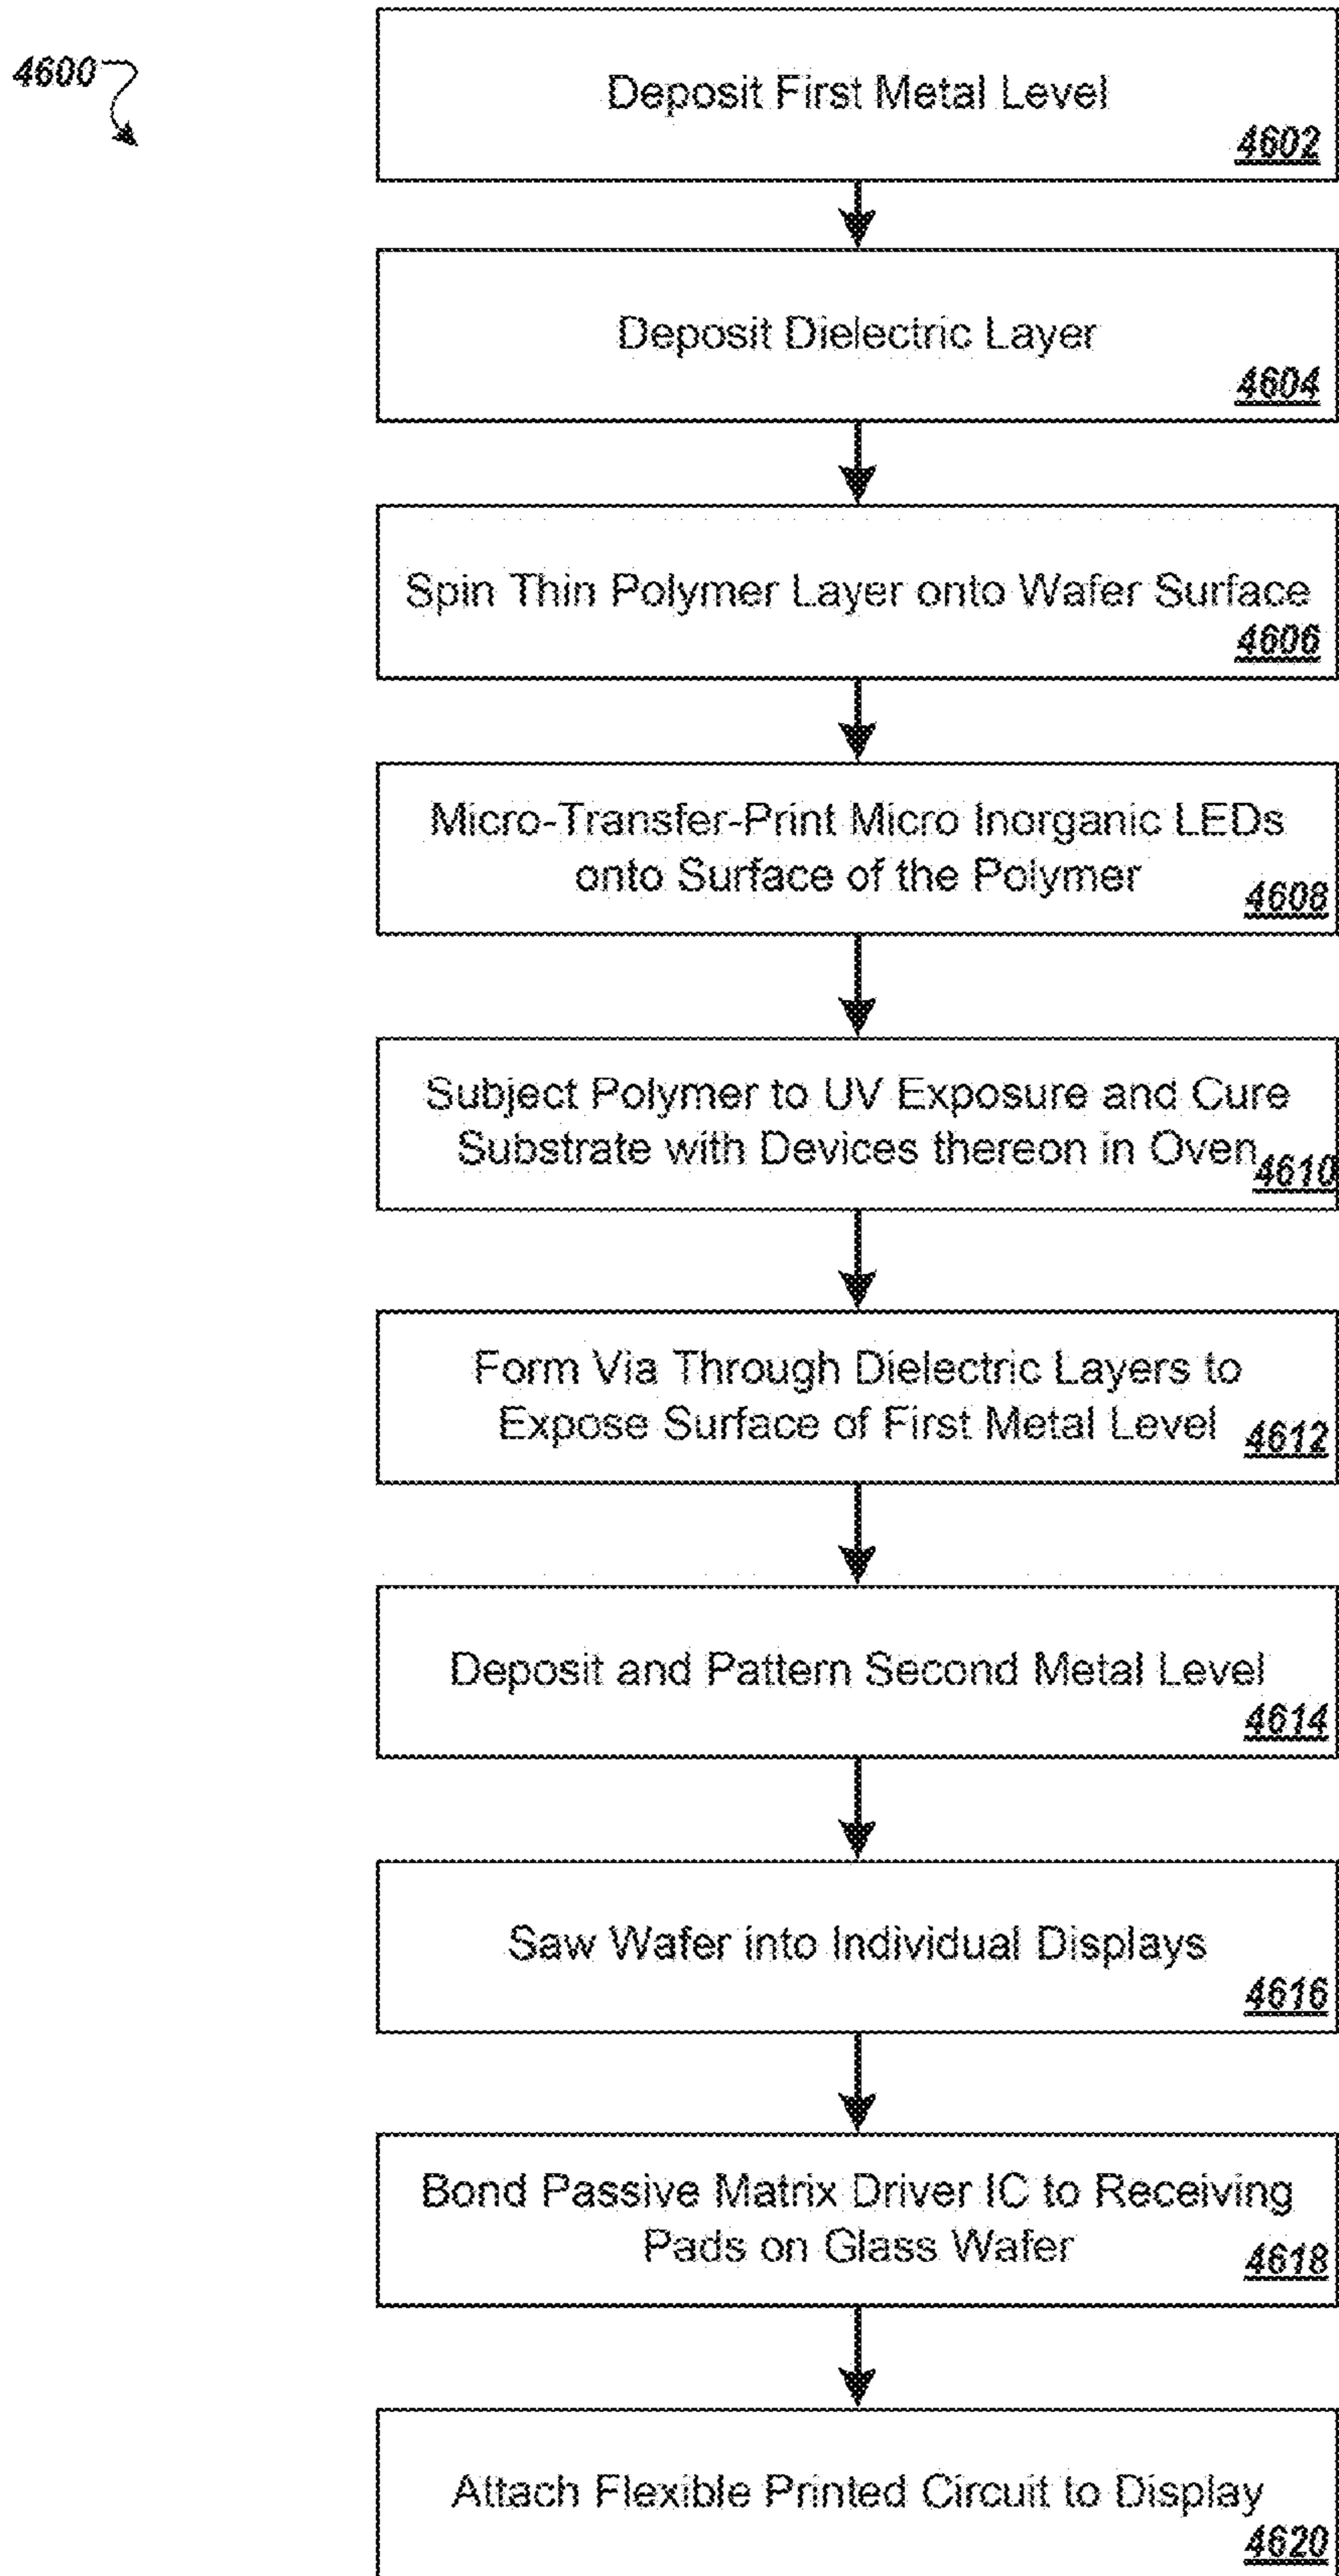 4600
Deposit First Metal Level
4602
Deposit Dielectric Layer
4604
Spin Thin Polymer Layer onto Wafer Surface
4606
Micro-Transfer-Print Micro Inorganic LEDs
onto Surface of the Polymer
4608
Subject Polymer to UV Exposure and Cure
Substrate with Devices thereon in Oven
4610
Form Via Through Dielectric Layers to
Expose Surface of First Metal Level
4612
Deposit and Pattern Second Metal Level
4614
Saw Wafer into Individual Displays
4616
Bond Passive Matrix Driver IC to Receiving
Pads on Glass Wafer
4618
Attach Flexible Printed Circuit to Display
4620